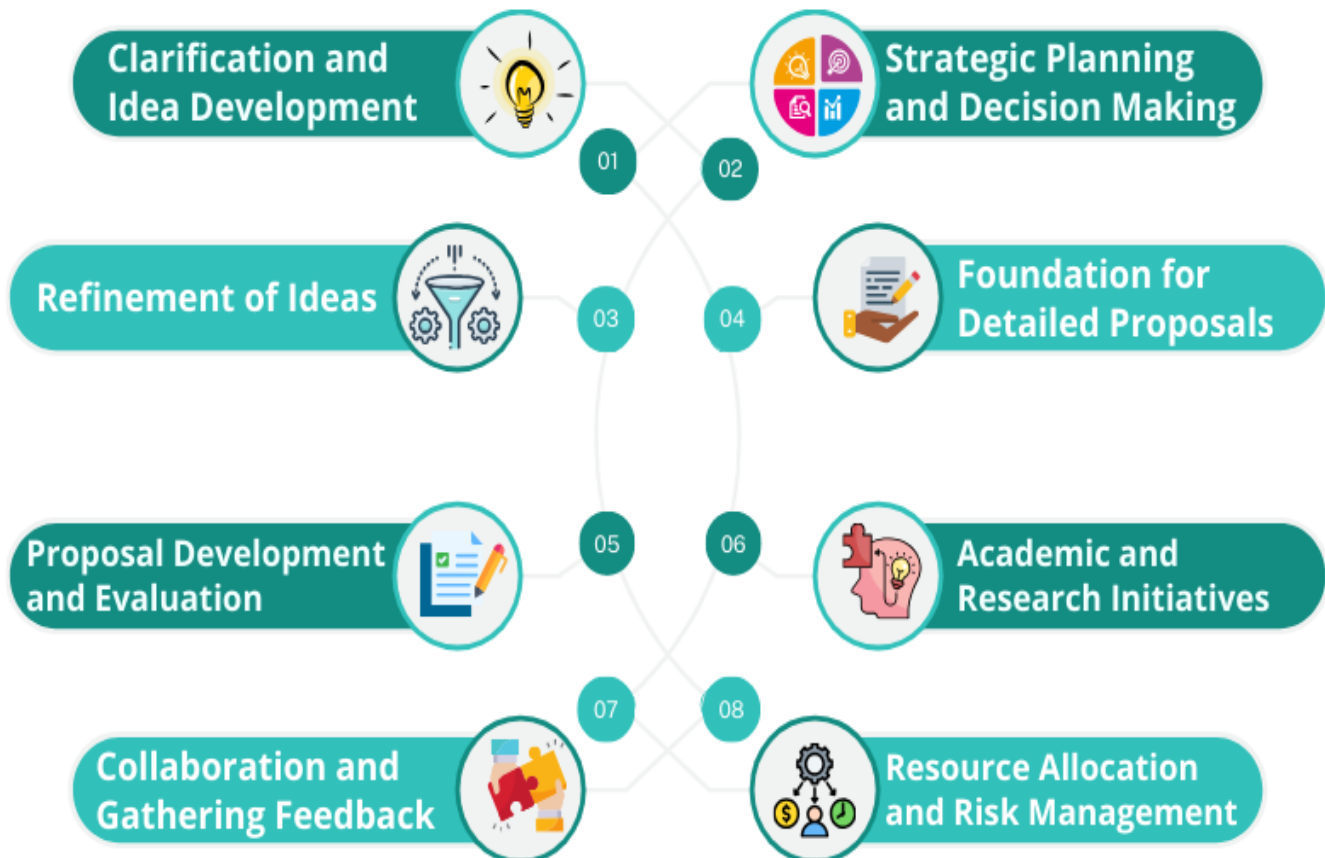 Clarification and
Idea Development
01
02
Strategic Planning
and Decision Making
Refinement of Ideas
03
04
Foundation for
Detailed Proposals
Proposal Development
and Evaluation
05
06
Academic and
Research Initiatives
Collaboration and
Gathering Feedback
07
08
Resource Allocation
and Risk Management